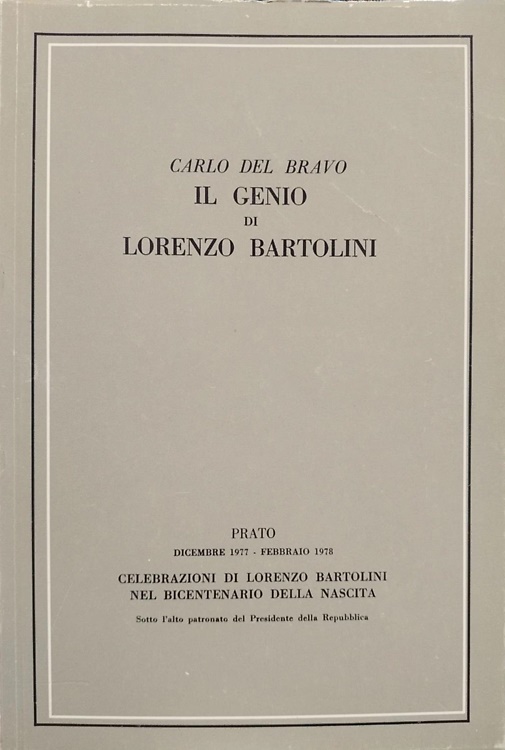 CARLO DEL BRAVO
IL GENIO
DI
LORENZO BARTOLINI
PRATO
DICEMBRE 1977 - FEBBRAIO 1978
CELEBRAZIONI DI LORENZO BARTOLINI
NEL BICENTENARIO DELLA NASCITA
Sotto l'alto patronato del Presidente della Repubblica